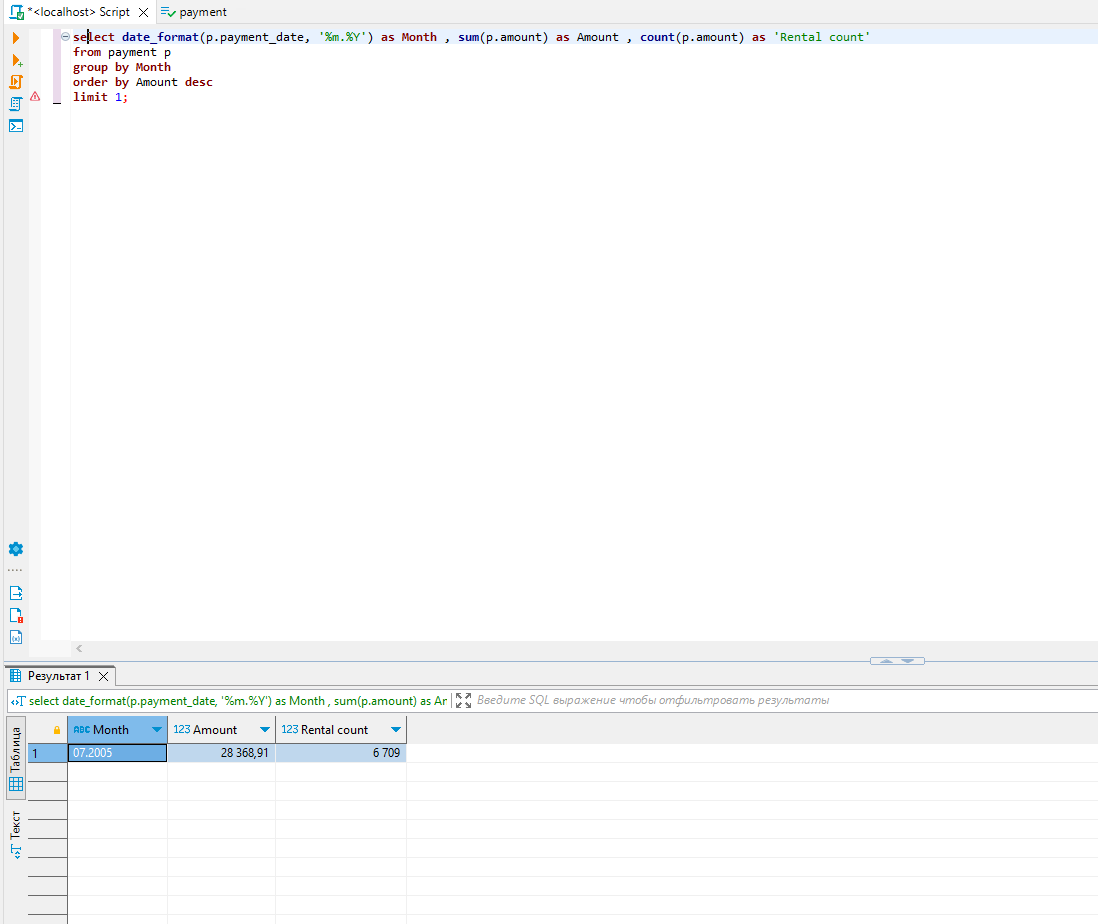 *<localhost> Script
payment
select date_format(p.payment_date, '%m.%Y') as Month , sum(p.amount) as Amount , count(p.amount) as 'Rental count'
from payment p
group by Month
order by Amount desc
limit 1;
Результат 1
select date_format(p.payment_date, '%m.%Y') as Month , sum(p.amount) as Ar
Введите SQL выражение чтобы отфильтровать результаты
Таблица
ABC Month 123 Amount 123 Rental count
1 07.2005 28 368,91 6 709
Текст